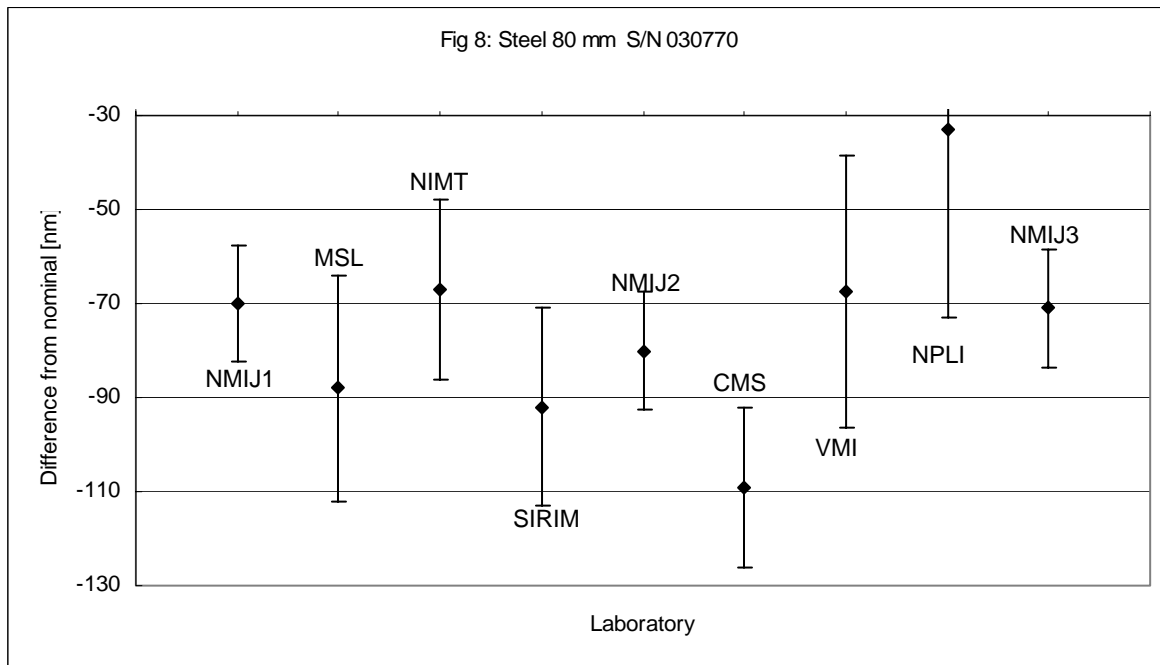 Fig 8: Steel 80 mm S/N 030770
Difference from nominal [nm]
-30
-50
-70
-90
-110
-130
NMIJ1
MSL
NIMT
SIRIM
NMIJ2
CMS
VMI
NPLI
NMIJ3
Laboratory